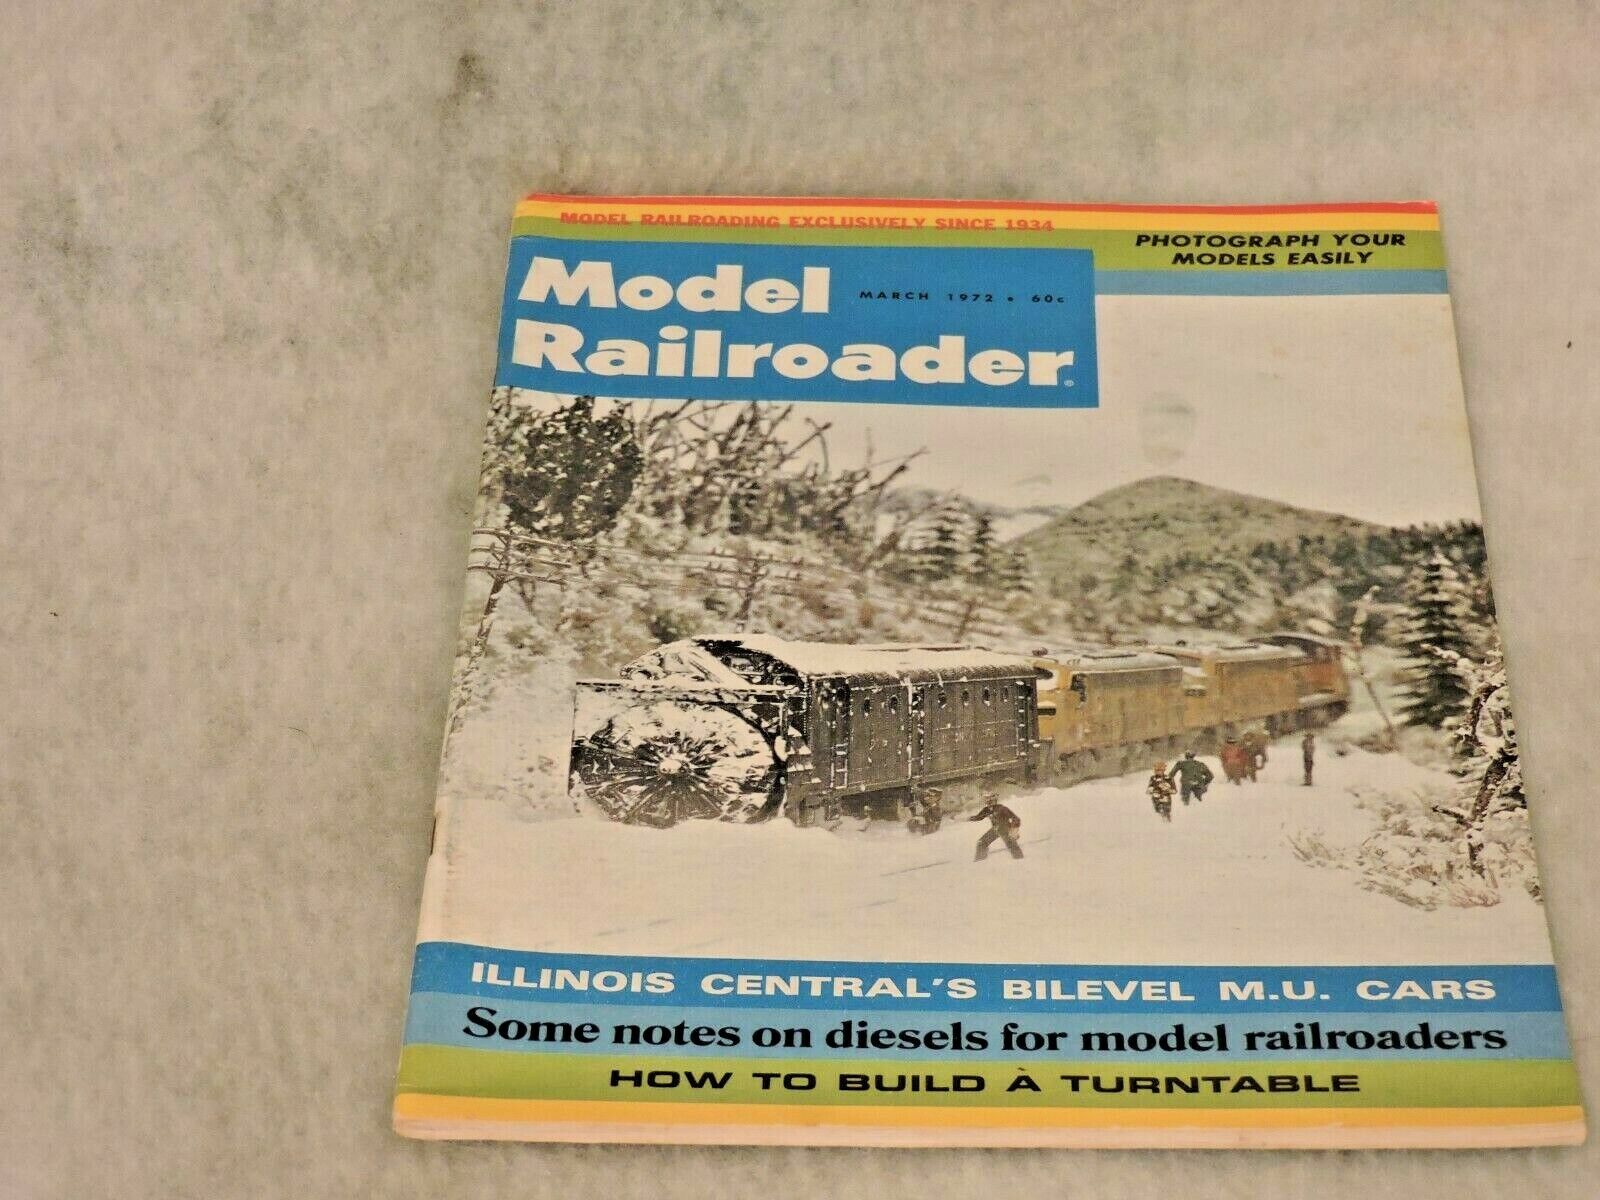 MODEL RAILROADING EXCLUSIVELY SINCE 1934
PHOTOGRAPH YOUR
MODELS EASILY
Model
MARCH 1972 • 60c
Railroader®
ILLINOIS CENTRAL'S BILEVEL M.U. CARS
Some notes on diesels for model railroaders
HOW TO BUILD A TURNTABLE